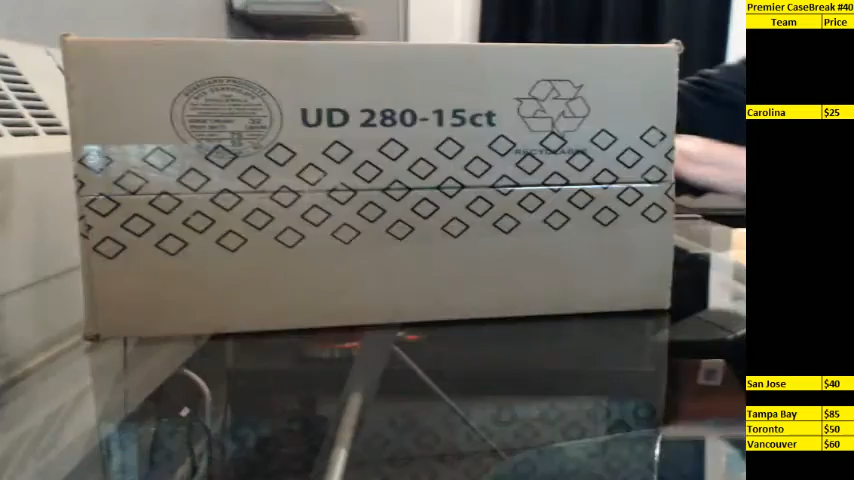 Premier CaseBreak #40
Team Price
Carolina $25
San Jose $40
Tampa Bay $85
Toronto $50
Vancouver $60
UD 280-15ct